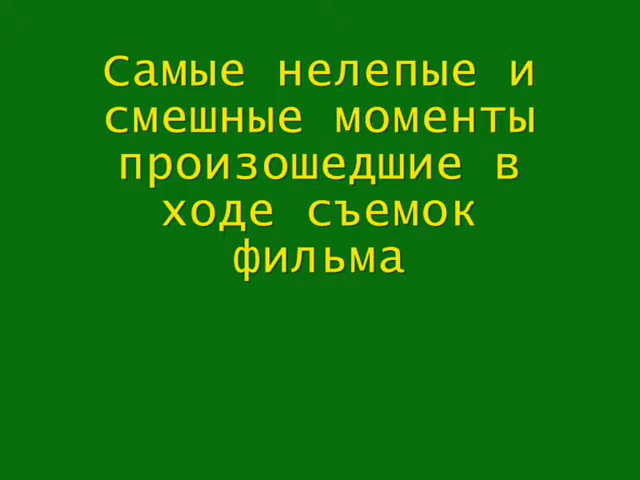 Самые нелепые и
смешные моменты
произошедшие в
ходе съемок
фильма